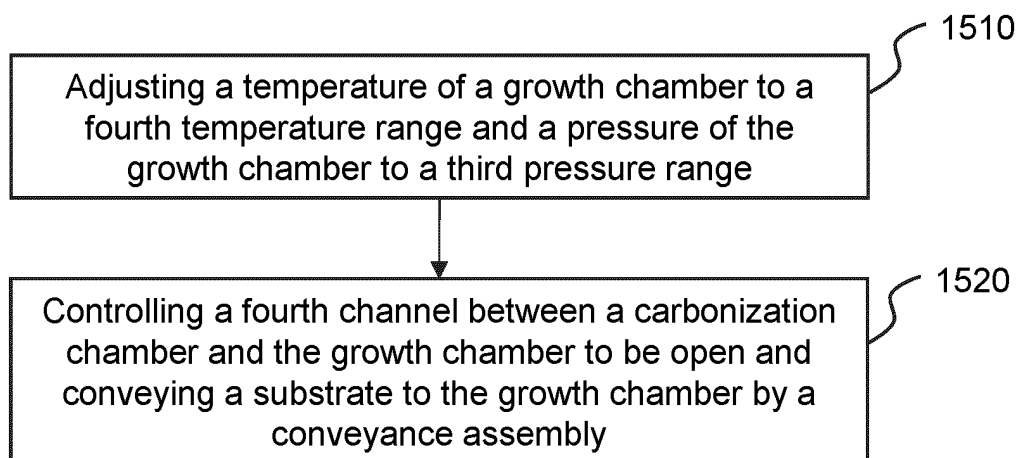 1510
Adjusting a temperature of a growth chamber to a
fourth temperature range and a pressure of the
growth chamber to a third pressure range
1520
Controlling a fourth channel between a carbonization
chamber and the growth chamber to be open and
conveying a substrate to the growth chamber by a
conveyance assembly